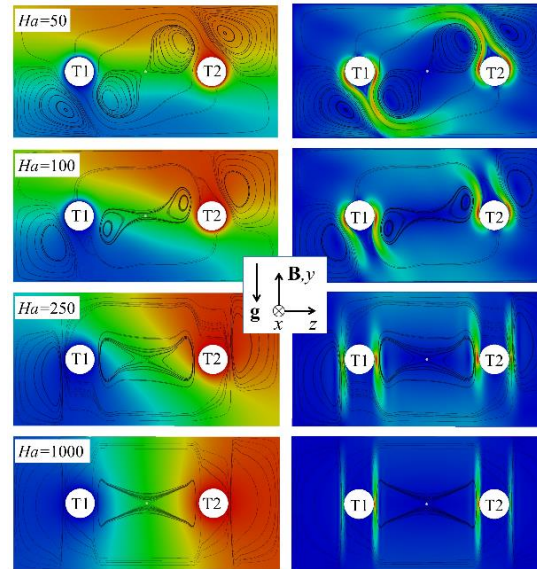 Ha=50
T1 T2 T1 T2
Ha=100
T1 T2 T1 T2
B,y
g x z
Ha=250
T1 T2 T1 T2
Ha=1000
T1 T2 T1 T2